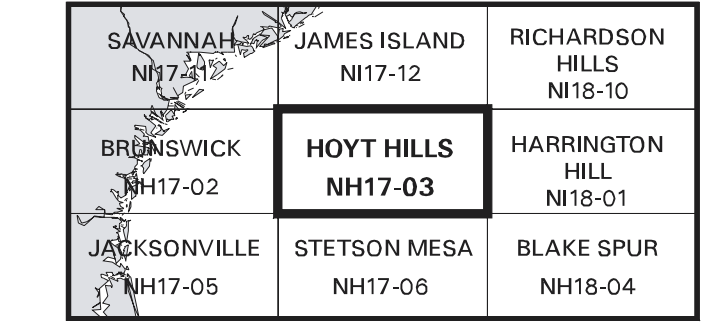 SAVANNAH
NI17-11
JAMES ISLAND
NI17-12
RICHARDSON
HILLS
NI18-10
BRUNSWICK
NH17-02
HOYT HILLS
NH17-03
HARRINGTON
HILL
NI18-01
JACKSONVILLE
NH17-05
STETSON MESA
NH17-06
BLAKE SPUR
NH18-04